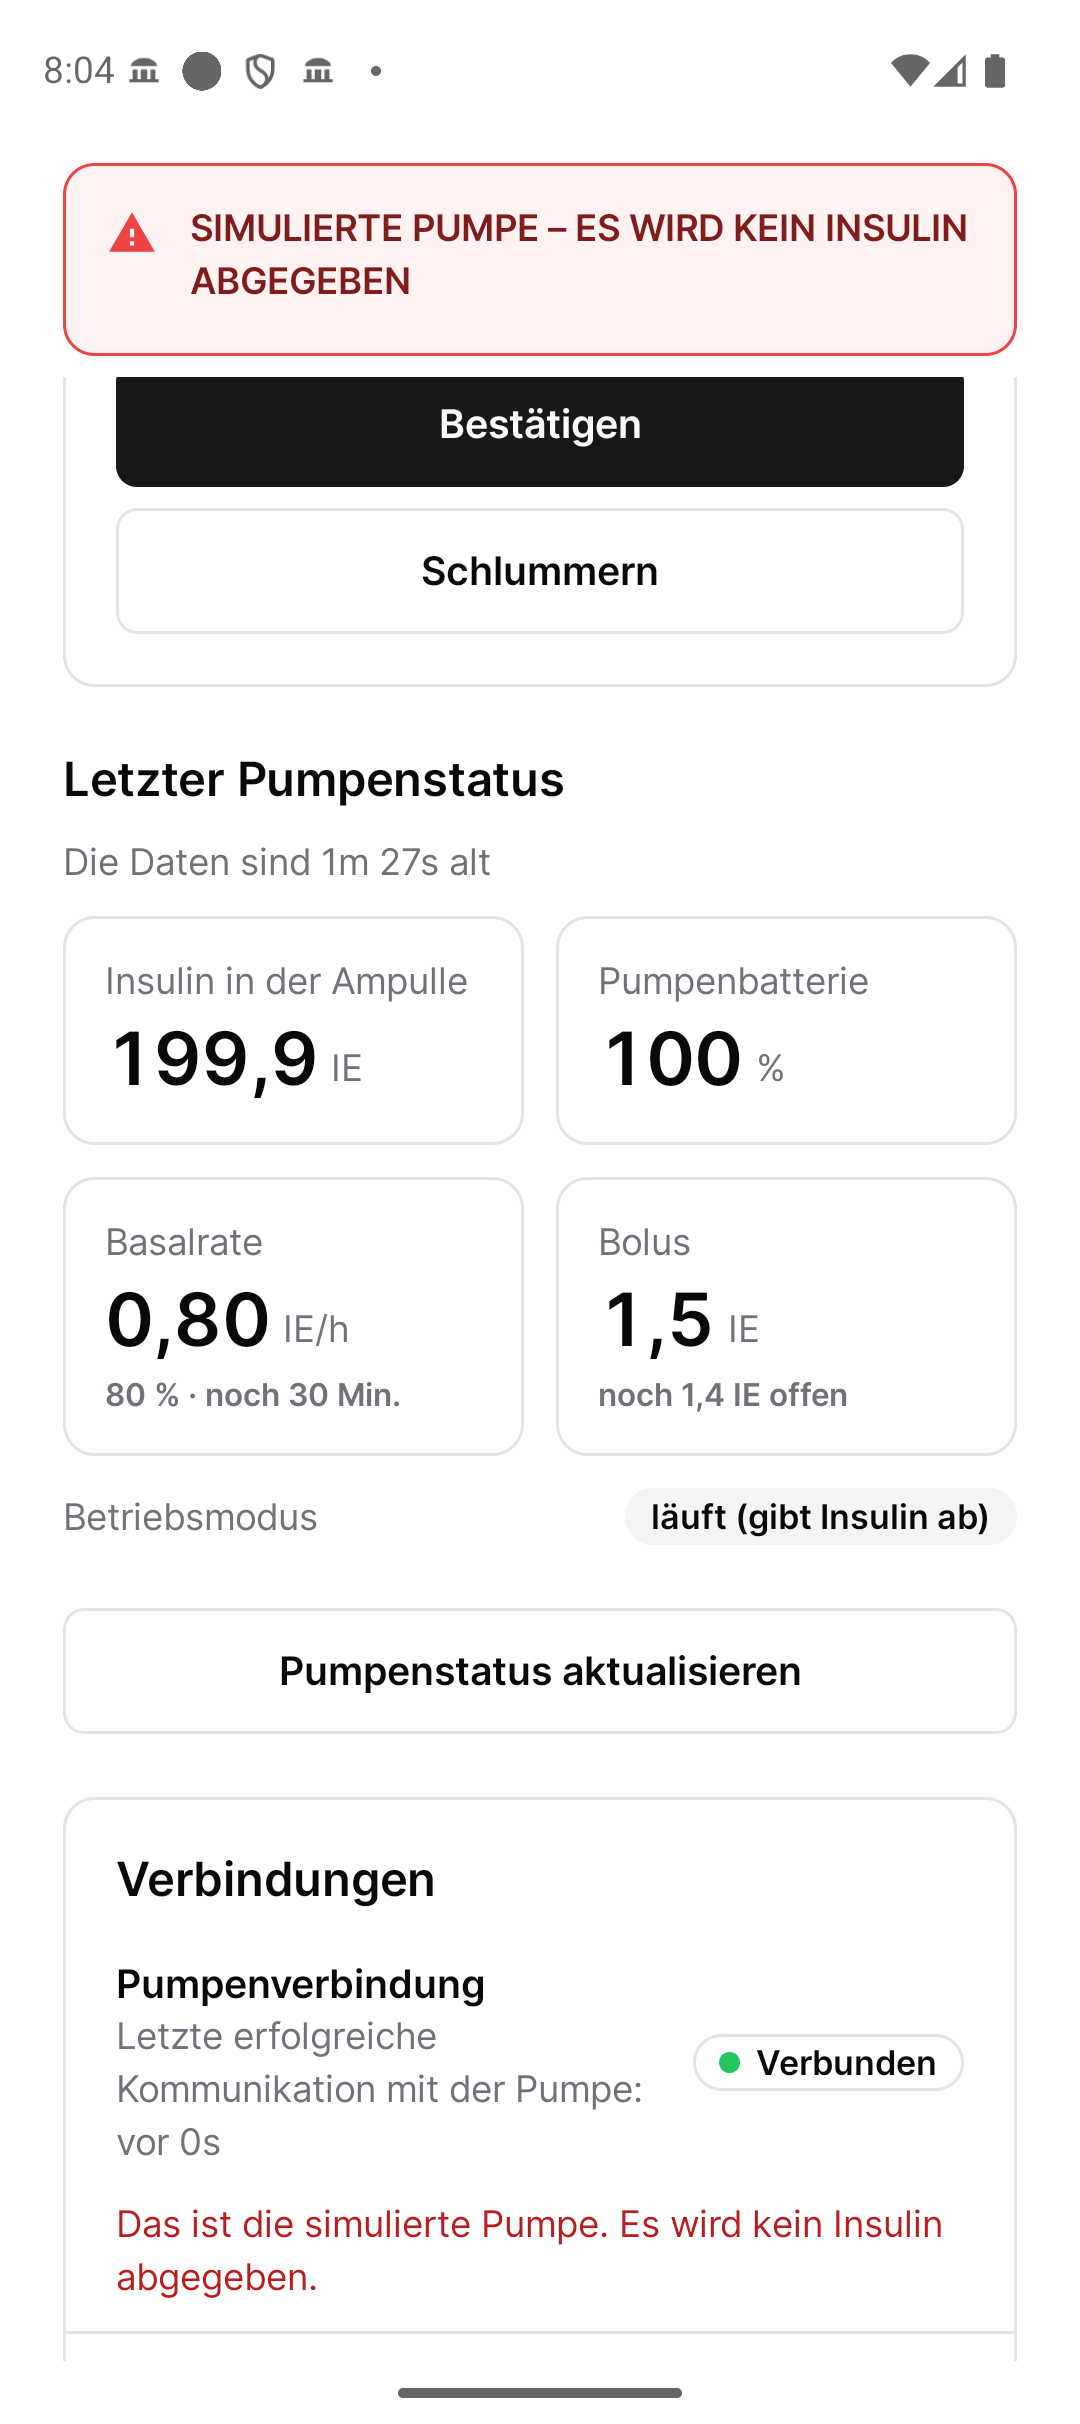 8:04
SIMULIERTE PUMPE – ES WIRD KEIN INSULIN
ABGEGEBEN
Bestätigen
Schlummern
Letzter Pumpenstatus
Die Daten sind 1m 27s alt
Insulin in der Ampulle
199,9 IE
Pumpenbatterie
100 %
Basalrate
0,80 IE/h
80 % · noch 30 Min.
Bolus
1,5 IE
noch 1,4 IE offen
Betriebsmodus
läuft (gibt Insulin ab)
Pumpenstatus aktualisieren
Verbindungen
Pumpenverbindung
Letzte erfolgreiche
Kommunikation mit der Pumpe:
vor 0s
Verbunden
Das ist die simulierte Pumpe. Es wird kein Insulin
abgegeben.